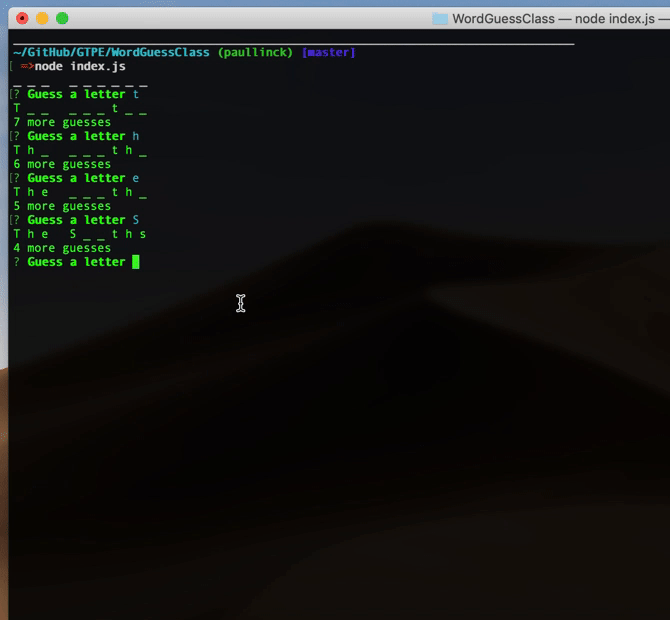 WordGuessClass — node index.js —
~/GitHub/GTPE/WordGuessClass (paullinck) [master]
[ =>node index.js
_ _ _   _ _ _ _ _ _
[? Guess a letter t
T _ _   _ _ _ t _ _
7 more guesses
[? Guess a letter h
T h _   _ _ _ t h _
6 more guesses
[? Guess a letter e
T h e   _ _ _ t h _
5 more guesses
[? Guess a letter S
T h e   S _ _ t h s
4 more guesses
? Guess a letter